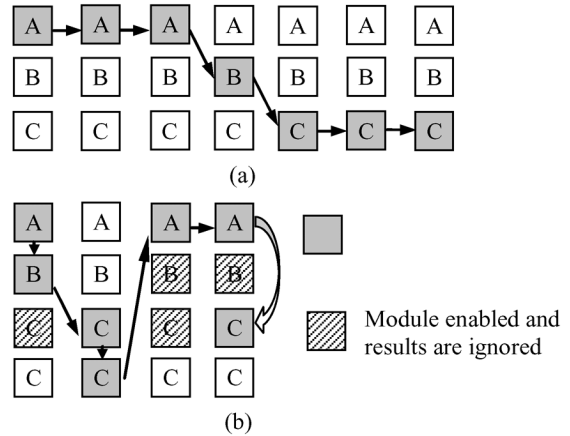 A A A A A A A
B B B B B B B
C C C C C C C
(a)
A A A A
B B B B
C C C C
Module enabled and
results are ignored
C C C C
(b)